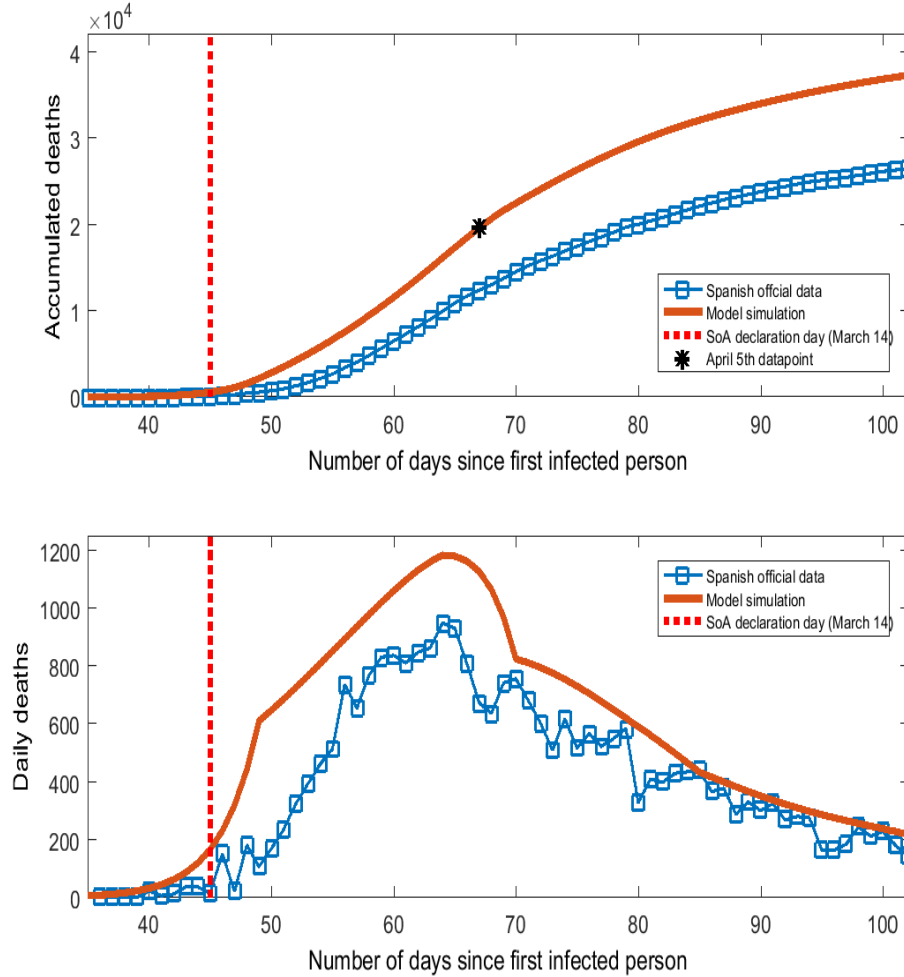 ×10⁴
4
3
2
1
0
Accumulated deaths
40 50 60 70 80 90 100
Number of days since first infected person
Spanish offcial data
Model simulation
SoA declaration day (March 14)
April 5th datapoint
1200
1000
800
600
400
200
0
Daily deaths
40 50 60 70 80 90 100
Number of days since first infected person
Spanish official data
Model simulation
SoA declaration day (March 14)